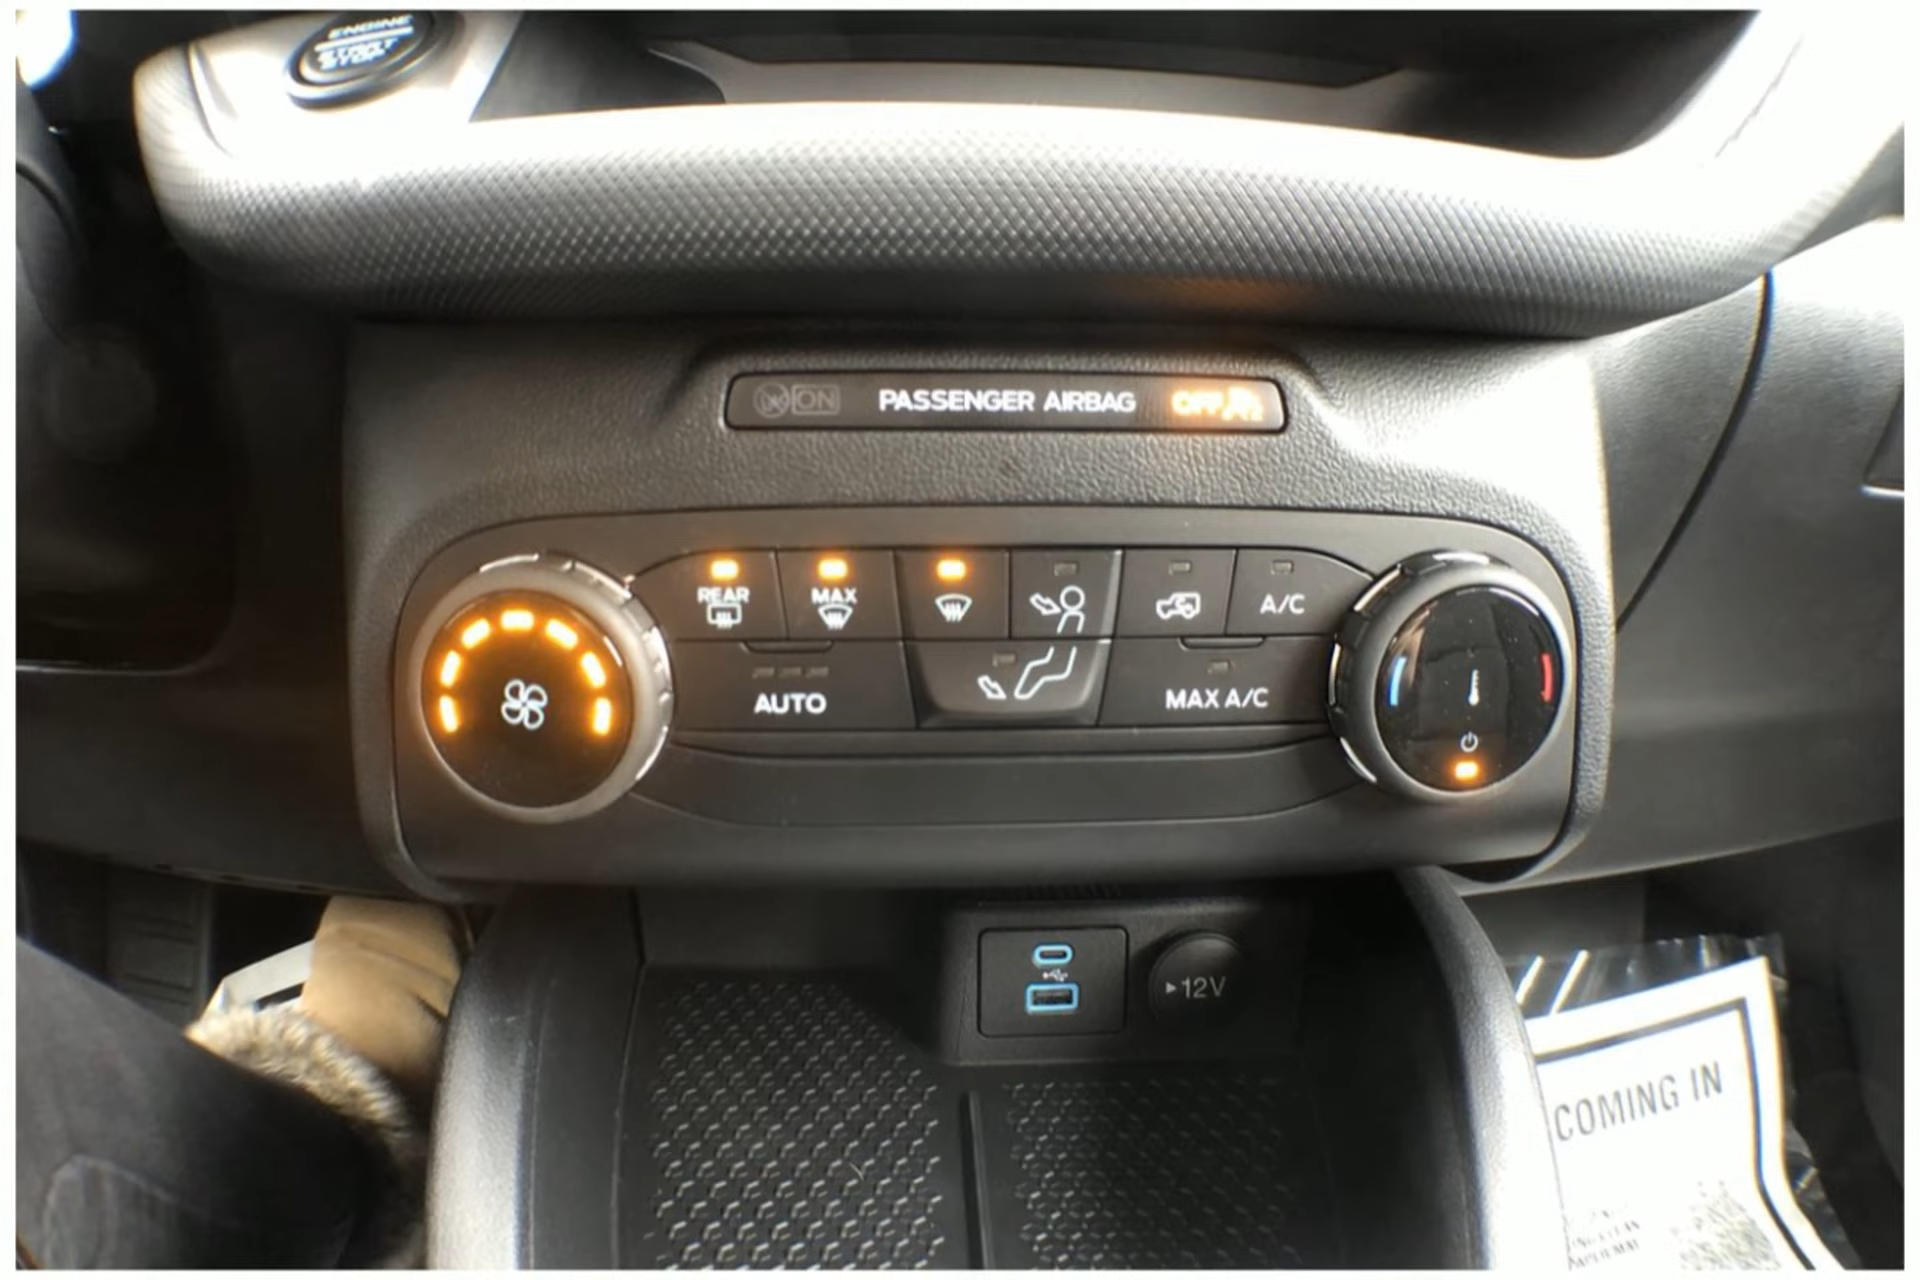 ENGINE
START
STOP
ON PASSENGER AIRBAG OFF
REAR
MAX
A/C
AUTO
MAX A/C
12V
COMING IN